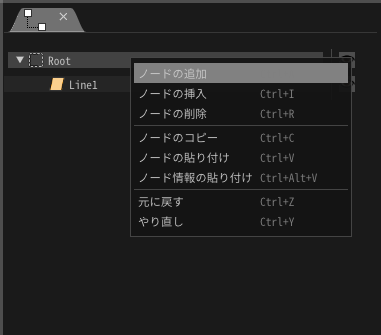 Root
Line1
ノードの追加
ノードの挿入 Ctrl+I
ノードの削除 Ctrl+R
ノードのコピー Ctrl+C
ノードの貼り付け Ctrl+V
ノード情報の貼り付け Ctrl+Alt+V
元に戻す Ctrl+Z
やり直し Ctrl+Y